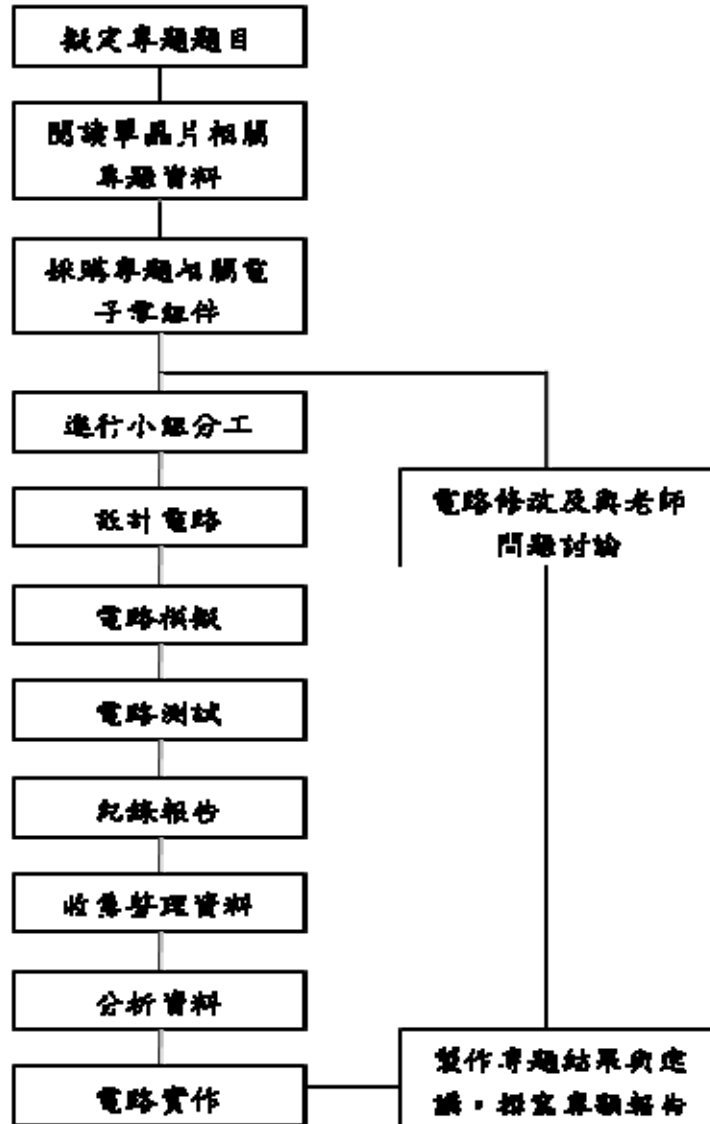 擬定專題題目
閱讀單晶片相關
專題資料
採購專題相關電
子零組件
進行小組分工
設計電路
電路模擬
電路測試
紀錄報告
收集整理資料
分析資料
電路實作
電路修改及與老師
問題討論
製作專題結果與建
議，撰寫專題報告